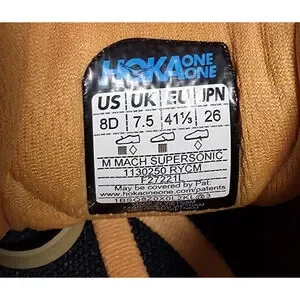 HOKA ONE ONE
US UK EU JPN
8D 7.5 41⅓ 26
M MACH SUPERSONIC
1130250 RYCM
F27221L
May be covered by Pat
www.hokaoneone.com/patents